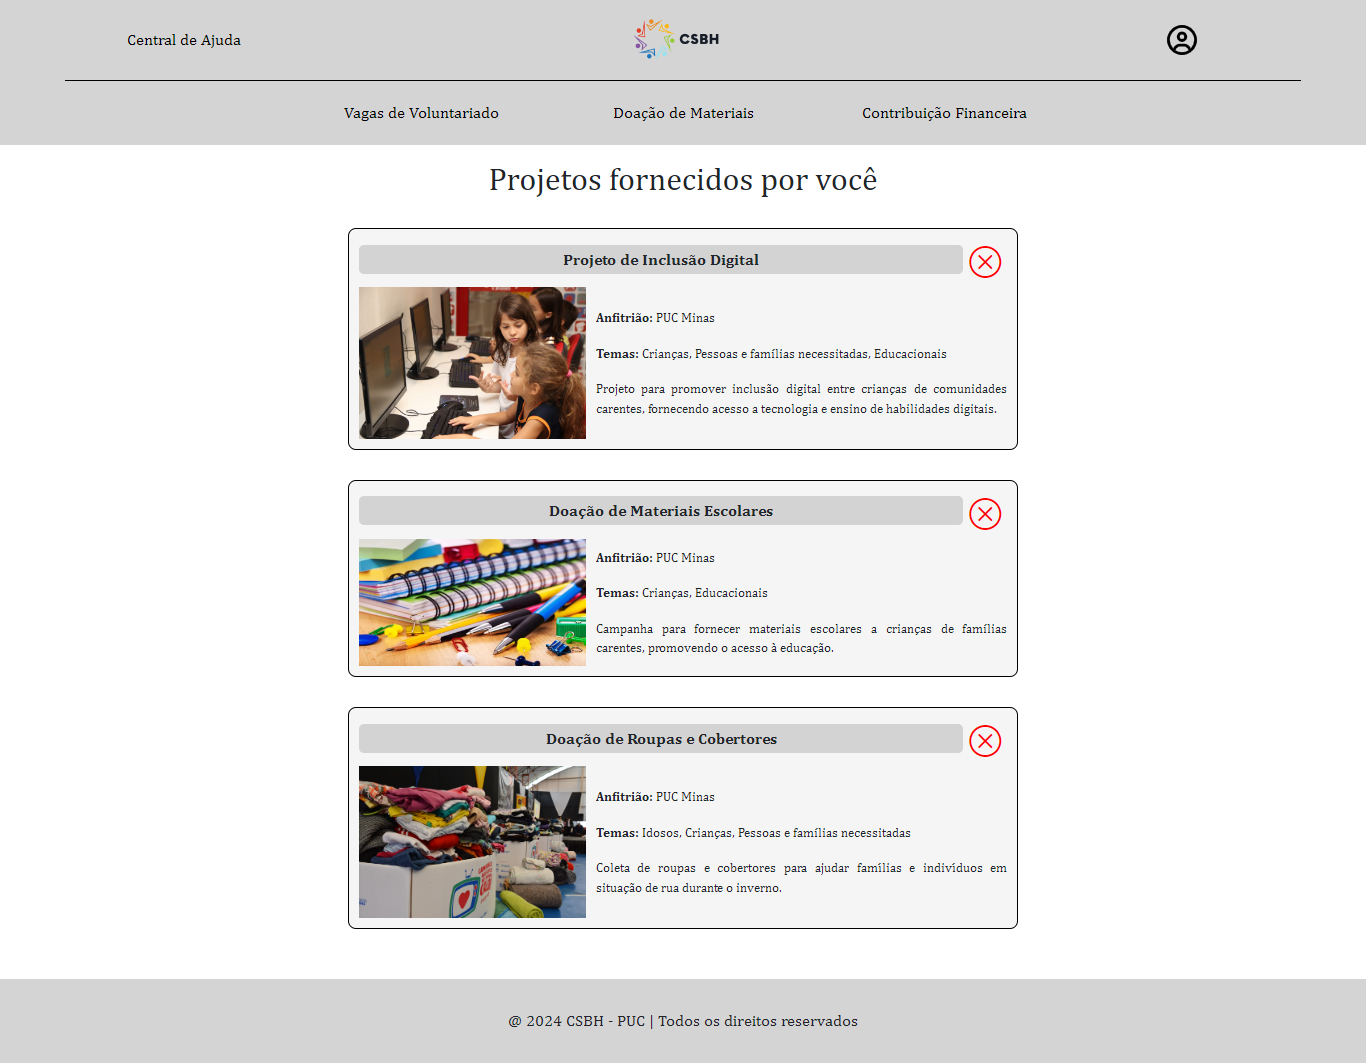 Central de Ajuda
CSBH
Vagas de Voluntariado
Doação de Materiais
Contribuição Financeira
Projetos fornecidos por você
Projeto de Inclusão Digital
Anfitrião: PUC Minas
Temas: Crianças, Pessoas e famílias necessitadas, Educacionais
Projeto para promover inclusão digital entre crianças de comunidades
carentes, fornecendo acesso a tecnologia e ensino de habilidades digitais.
Doação de Materiais Escolares
Anfitrião: PUC Minas
Temas: Crianças, Educacionais
Campanha para fornecer materiais escolares a crianças de famílias
carentes, promovendo o acesso à educação.
Doação de Roupas e Cobertores
Anfitrião: PUC Minas
Temas: Idosos, Crianças, Pessoas e famílias necessitadas
Coleta de roupas e cobertores para ajudar famílias e indivíduos em
situação de rua durante o inverno.
@ 2024 CSBH - PUC | Todos os direitos reservados